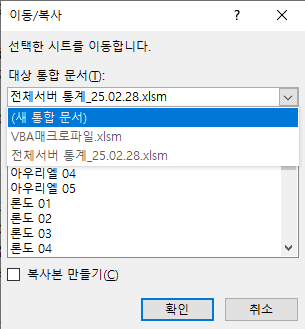 이동/복사
선택한 시트를 이동합니다.
대상 통합 문서(T):
전체서버 통계_25.02.28.xlsm
(새 통합 문서)
VBA매크로파일.xlsm
전체서버 통계_25.02.28.xlsm
아우리엘 04
아우리엘 05
론도 01
론도 02
론도 03
론도 04
복사본 만들기(C)
확인
취소